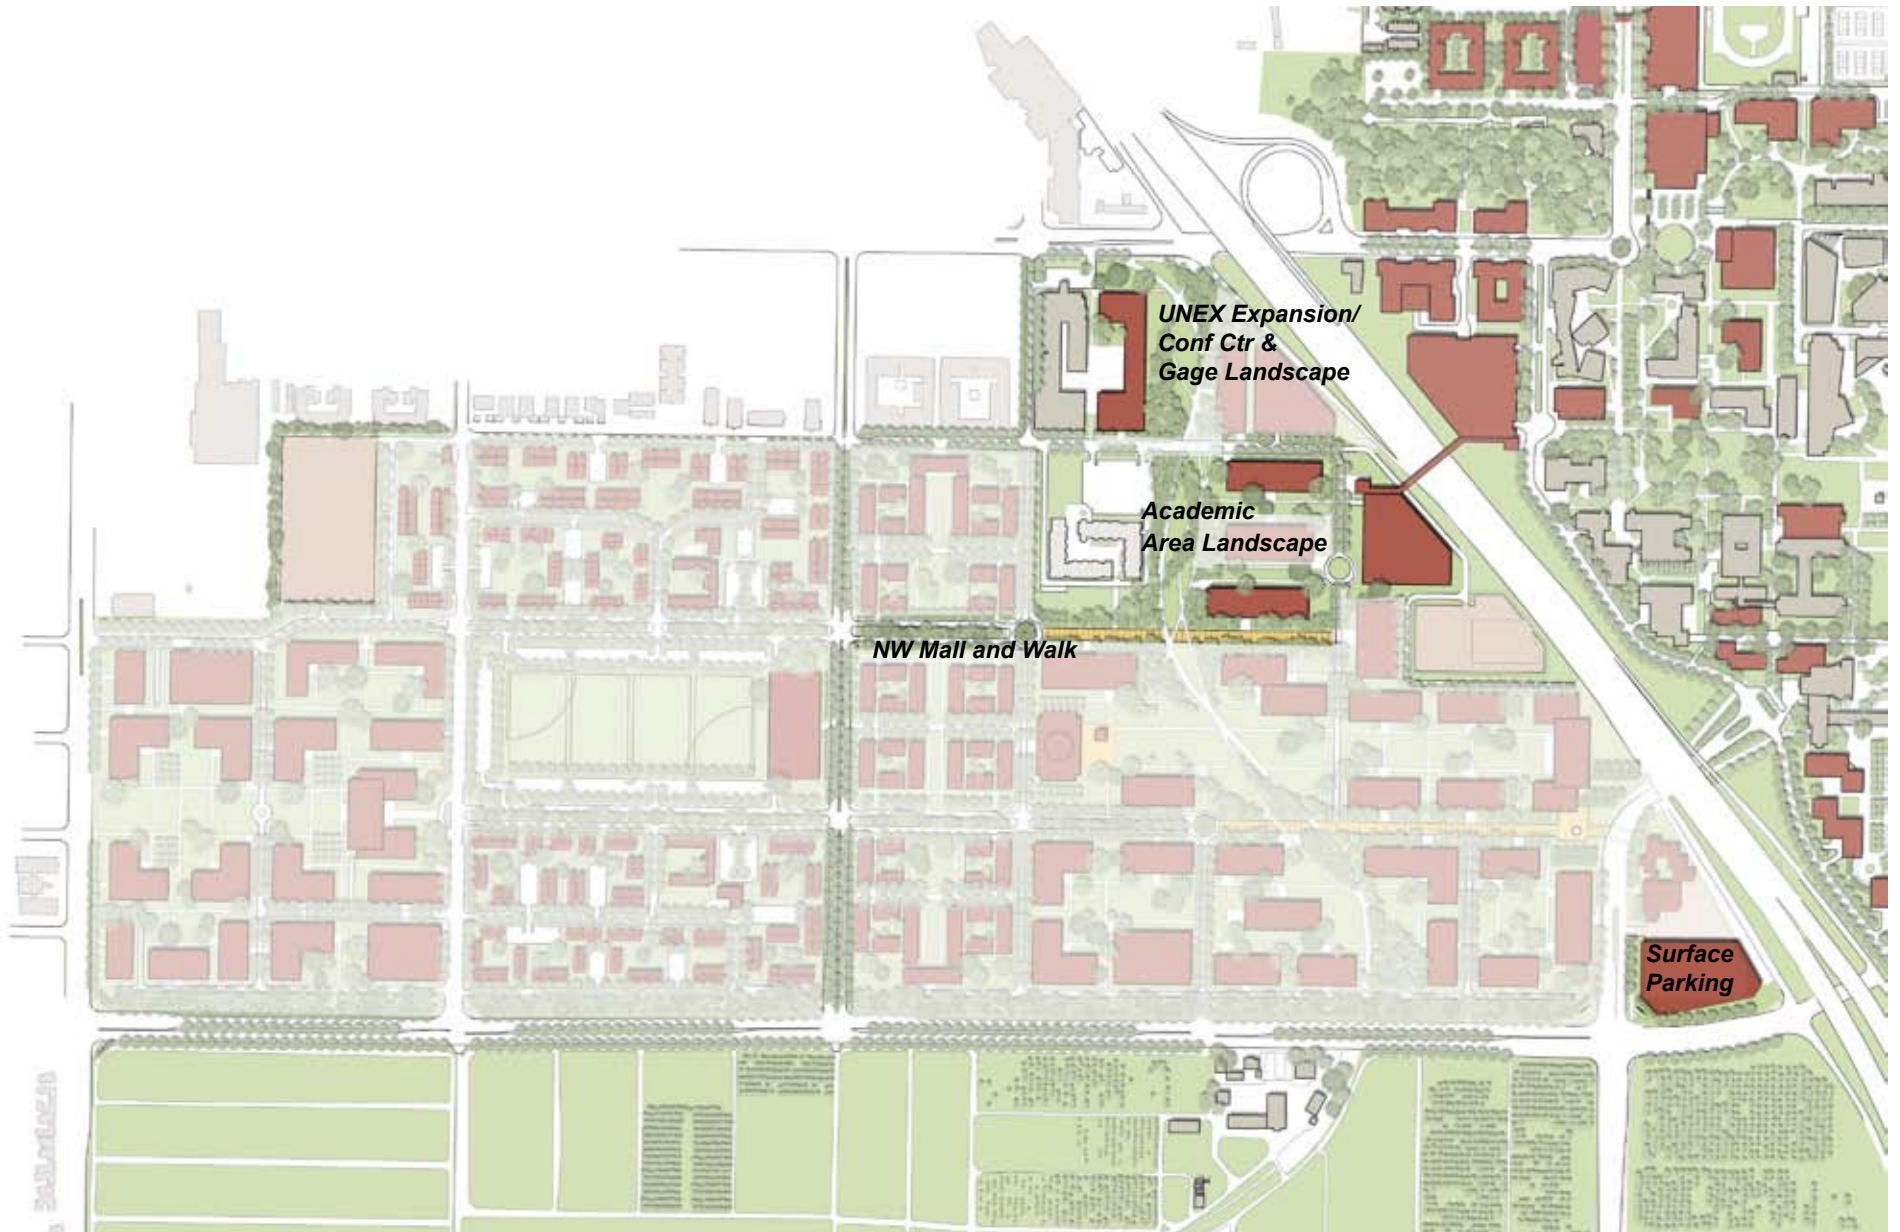 UNEX Expansion/
Conf Ctr &
Gage Landscape
Academic
Area Landscape
NW Mall and Walk
Surface
Parking